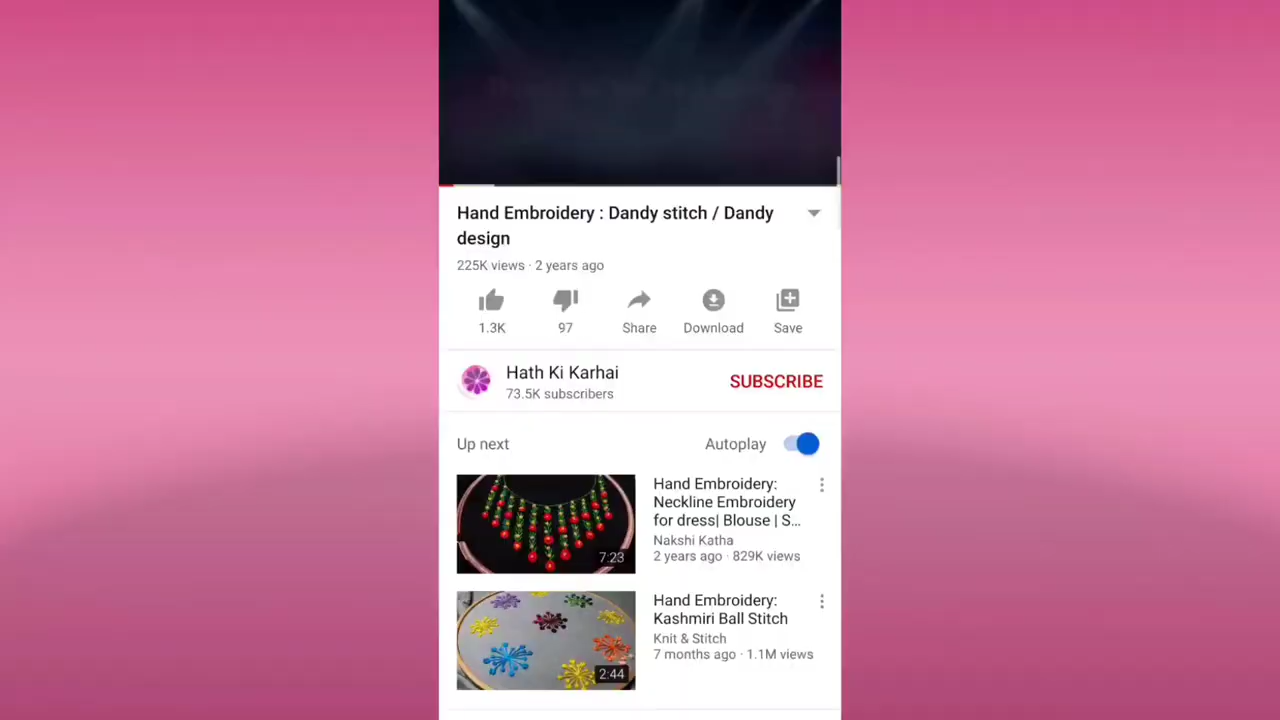 Hand Embroidery : Dandy stitch / Dandy
design
225K views · 2 years ago
1.3K
97
Share
Download
Save
Hath Ki Karhai
73.5K subscribers
SUBSCRIBE
Up next
Autoplay
7:23
Hand Embroidery:
Neckline Embroidery
for dress| Blouse | S...
Nakshi Katha
2 years ago · 829K views
2:44
Hand Embroidery:
Kashmiri Ball Stitch
Knit & Stitch
7 months ago · 1.1M views